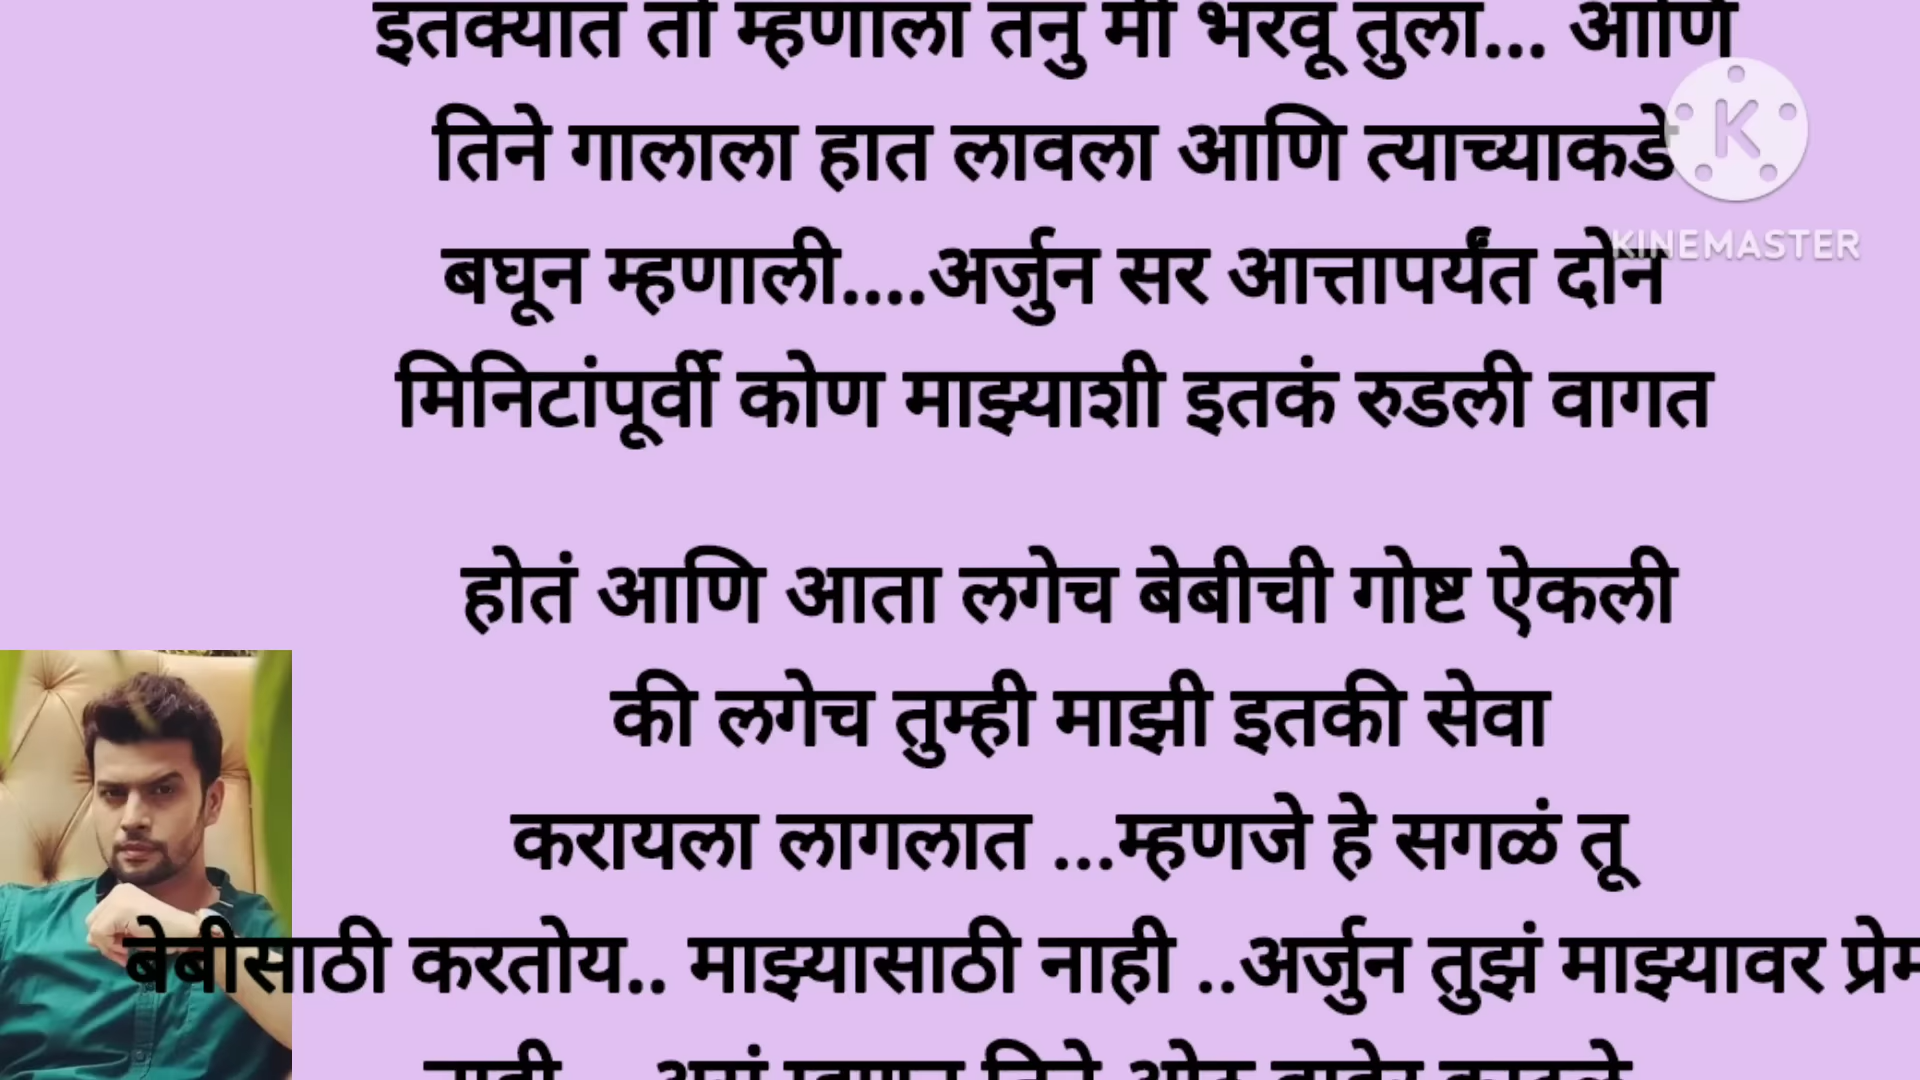 इतक्यात तो म्हणाला तनु मी भरवू तुला... आणि
तिने गालाला हात लावला आणि त्याच्याकडे
बघून म्हणाली....अर्जुन सर आत्तापर्यंत दोन
मिनिटांपूर्वी कोण माझ्याशी इतकं रुडली वागत
होतं आणि आता लगेच बेबीची गोष्ट ऐकली
की लगेच तुम्ही माझी इतकी सेवा
करायला लागलात ...म्हणजे हे सगळं तू
बेबीसाठी करतोय.. माझ्यासाठी नाही ..अर्जुन तुझं माझ्यावर प्रेम
K
KINEMASTER